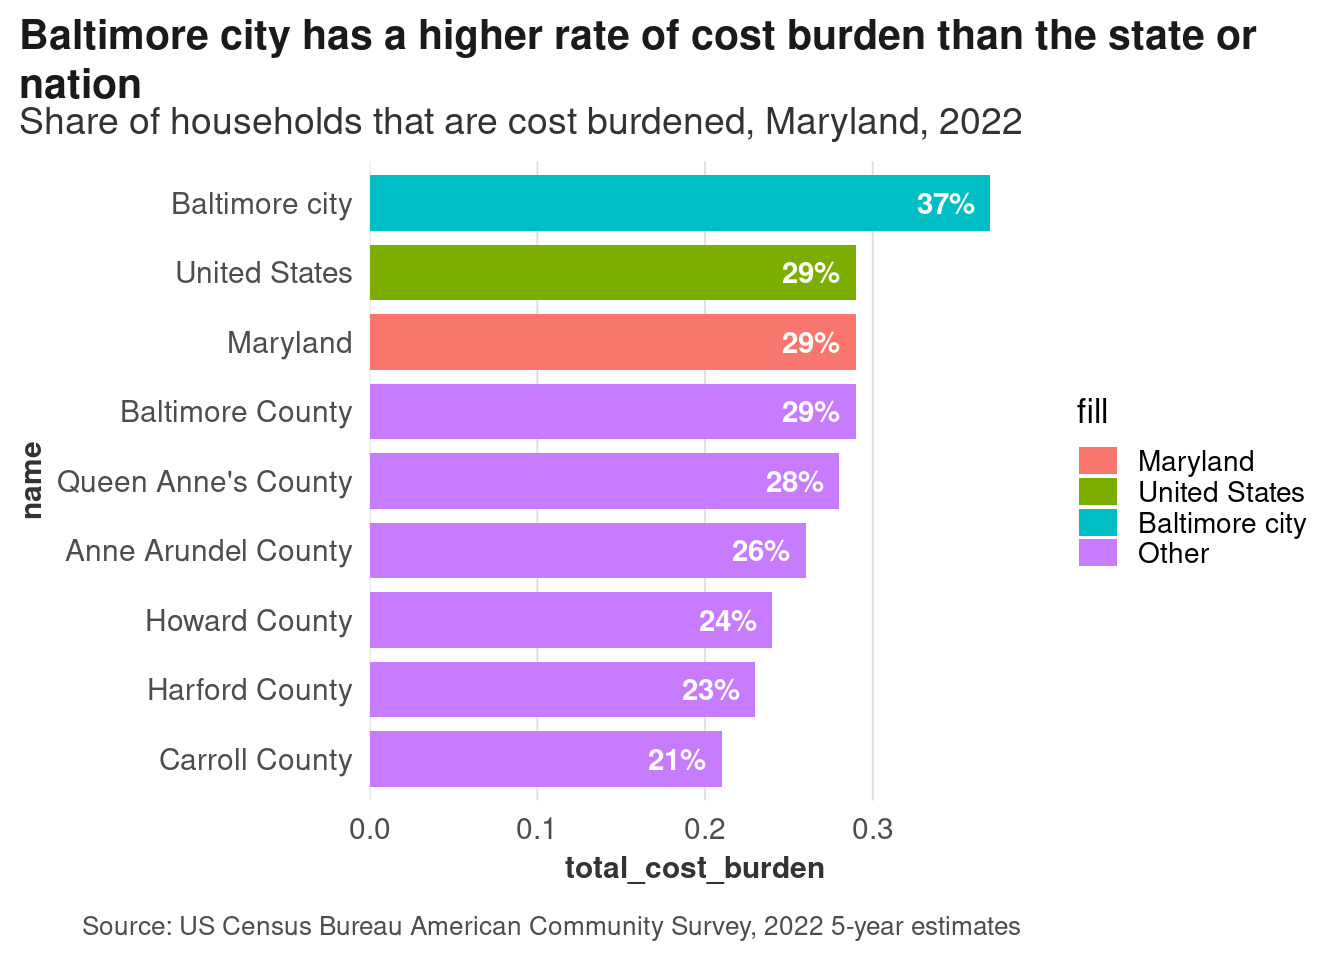 Baltimore city has a higher rate of cost burden than the state or
nation
Share of households that are cost burdened, Maryland, 2022
Baltimore city
37%
United States
29%
Maryland
29%
Baltimore County
29%
Queen Anne's County
28%
Anne Arundel County
26%
Howard County
24%
Harford County
23%
Carroll County
21%
name
0.0 0.1 0.2 0.3
total_cost_burden
fill
Maryland
United States
Baltimore city
Other
Source: US Census Bureau American Community Survey, 2022 5-year estimates